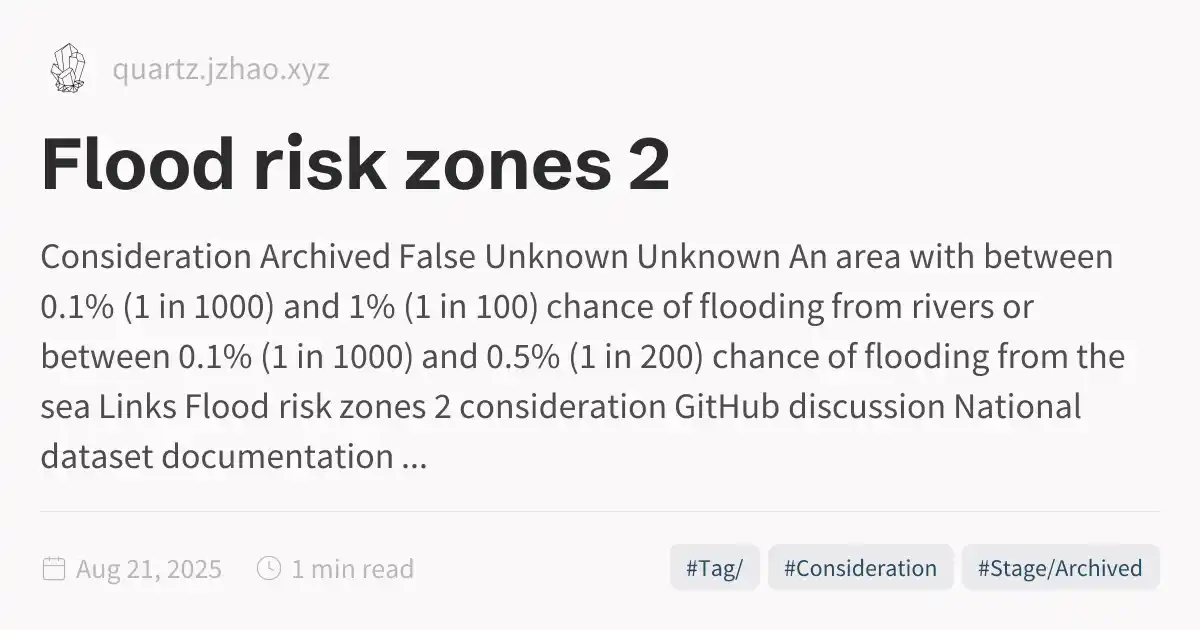 quartz.jzhao.xyz
Flood risk zones 2
Consideration Archived False Unknown Unknown An area with between
0.1% (1 in 1000) and 1% (1 in 100) chance of flooding from rivers or
between 0.1% (1 in 1000) and 0.5% (1 in 200) chance of flooding from the
sea Links Flood risk zones 2 consideration GitHub discussion National
dataset documentation ...
Aug 21, 2025 1 min read #Tag/ #Consideration #Stage/Archived